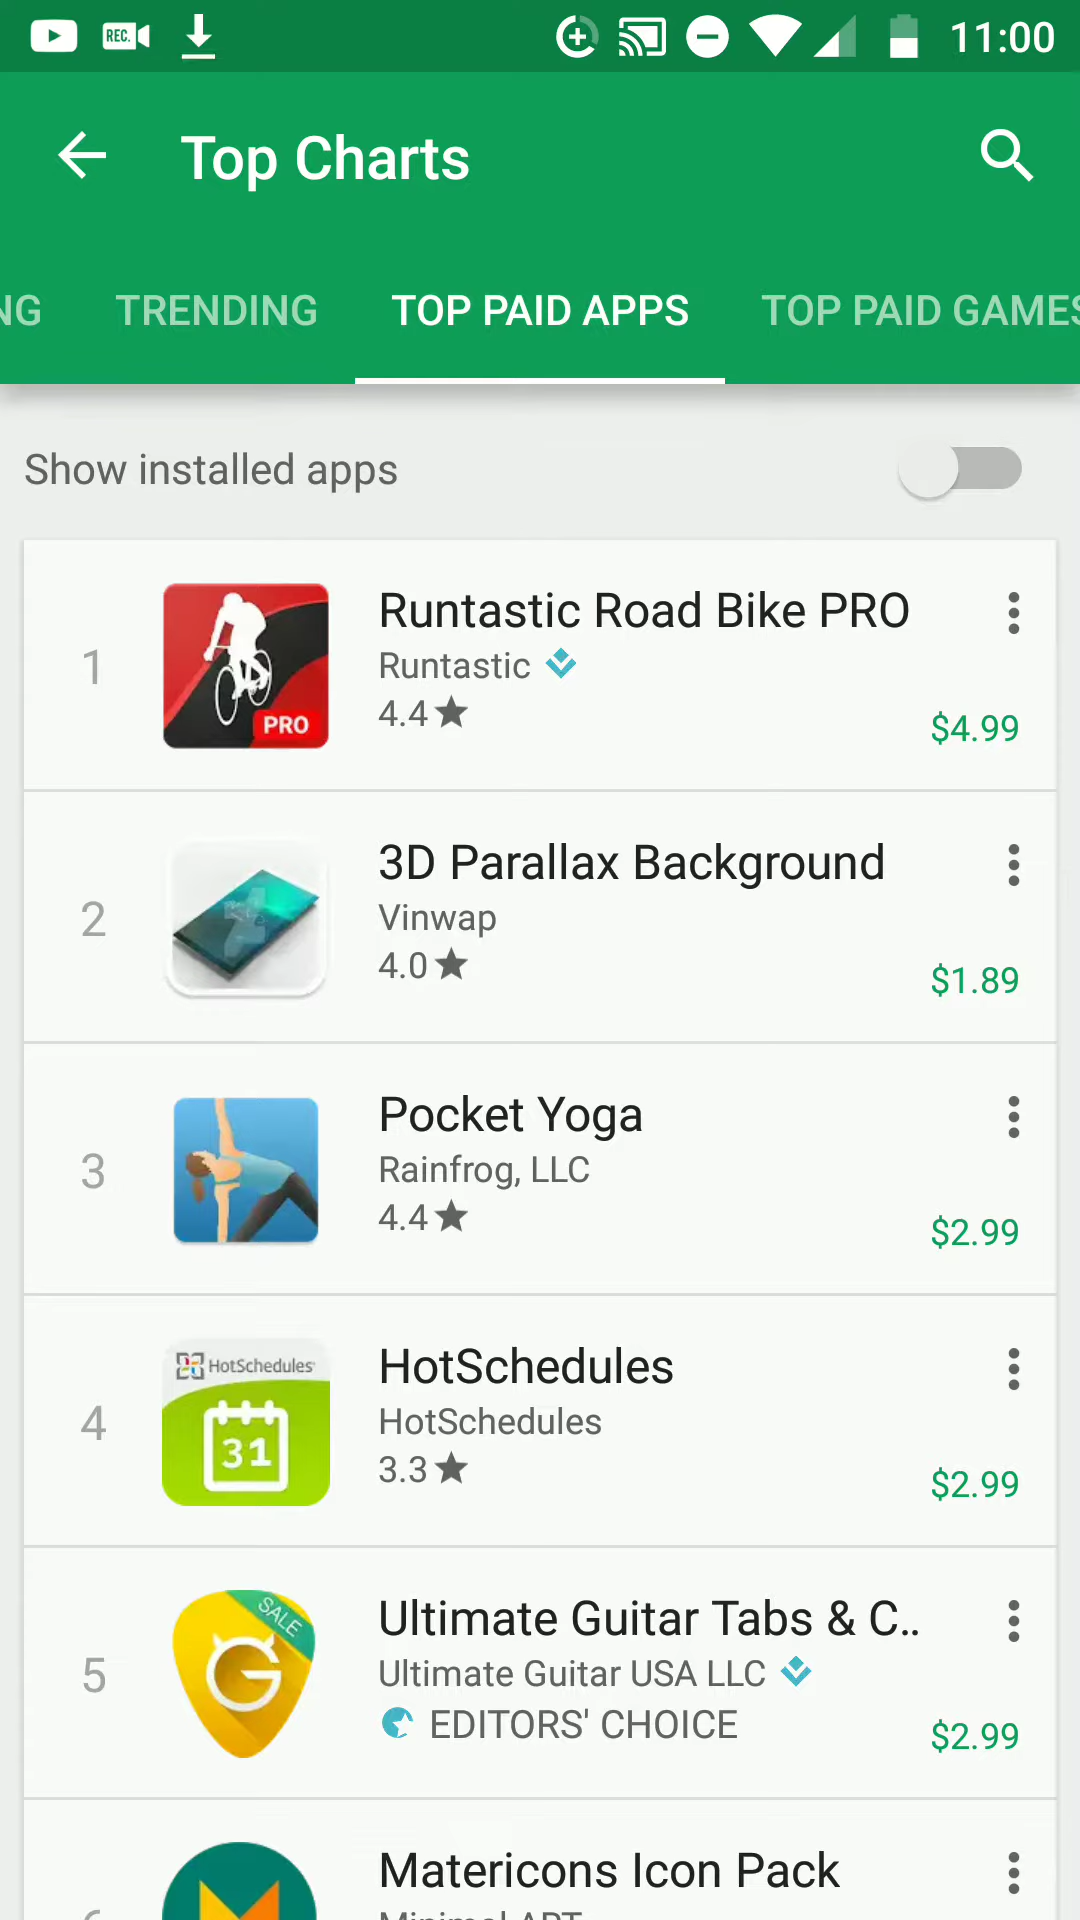 REC.
11:00
Top Charts
NG TRENDING TOP PAID APPS TOP PAID GAMES
Show installed apps
1
PRO
Runtastic Road Bike PRO
Runtastic
4.4
$4.99
2
3D Parallax Background
Vinwap
4.0
$1.89
3
Pocket Yoga
Rainfrog, LLC
4.4
$2.99
4
HotSchedules
31
HotSchedules
HotSchedules
3.3
$2.99
5
SALE
G
Ultimate Guitar Tabs & C..
Ultimate Guitar USA LLC
EDITORS' CHOICE
$2.99
Matericons Icon Pack